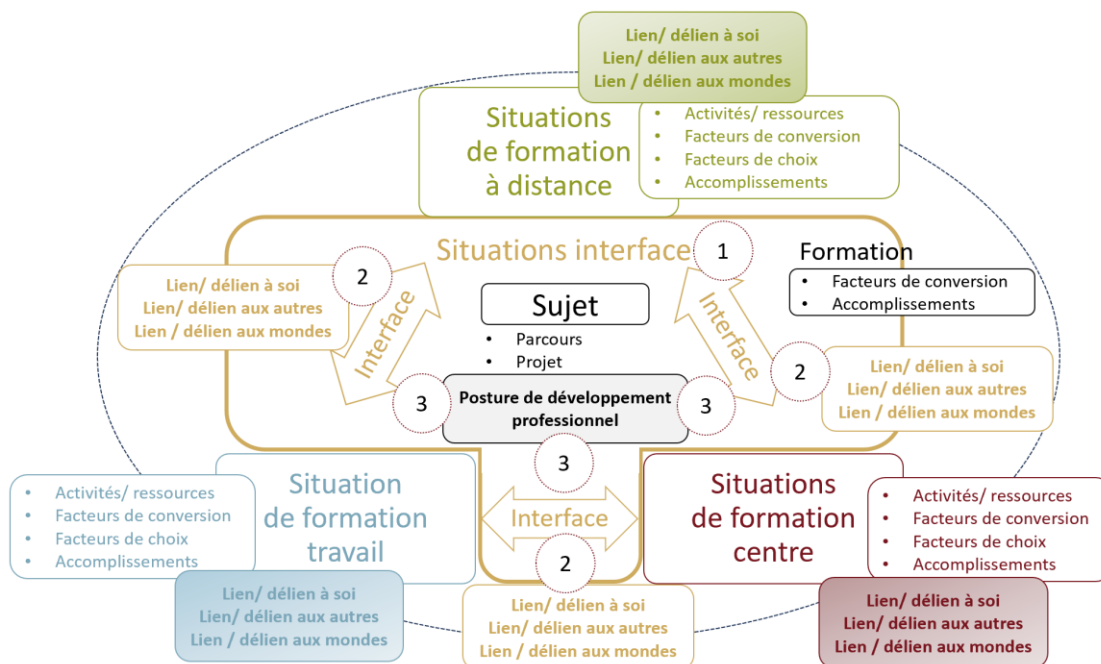 Lien/ délien à soi
Lien/ délien aux autres
Lien / délien aux mondes
Situations
de formation
à distance
• Activités/ ressources
• Facteurs de conversion
• Facteurs de choix
• Accomplissements
Situations interface
1
Formation
• Facteurs de conversion
• Accomplissements
2
Lien/ délien à soi
Lien/ délien aux autres
Lien / délien aux mondes
Interface
Sujet
• Parcours
• Projet
Interface
2
Lien/ délien à soi
Lien/ délien aux autres
Lien / délien aux mondes
3
Posture de développement
professionnel
3
3
• Activités/ ressources
• Facteurs de conversion
• Facteurs de choix
• Accomplissements
Situation
de formation
travail
Interface
Situations
de formation
centre
• Activités/ ressources
• Facteurs de conversion
• Facteurs de choix
• Accomplissements
2
Lien/ délien à soi
Lien/ délien aux autres
Lien / délien aux mondes
Lien/ délien à soi
Lien/ délien aux autres
Lien / délien aux mondes
Lien/ délien à soi
Lien/ délien aux autres
Lien / délien aux mondes